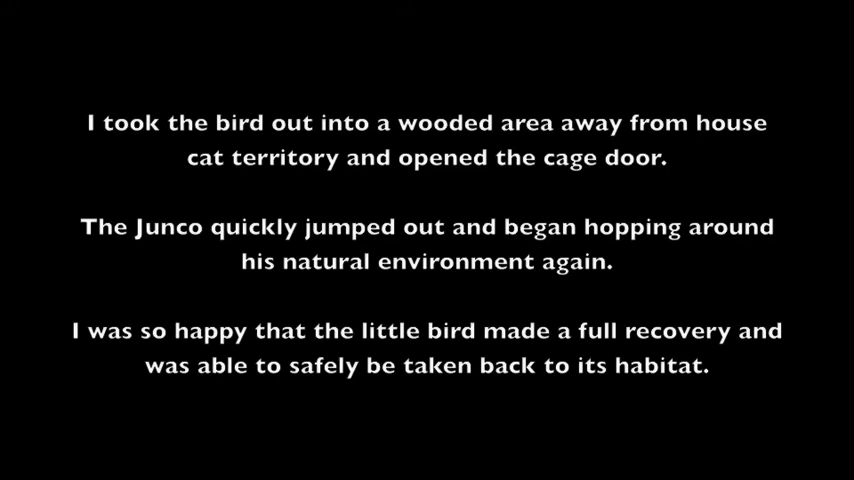 I took the bird out into a wooded area away from house
cat territory and opened the cage door.
The Junco quickly jumped out and began hopping around
his natural environment again.
I was so happy that the little bird made a full recovery and
was able to safely be taken back to its habitat.